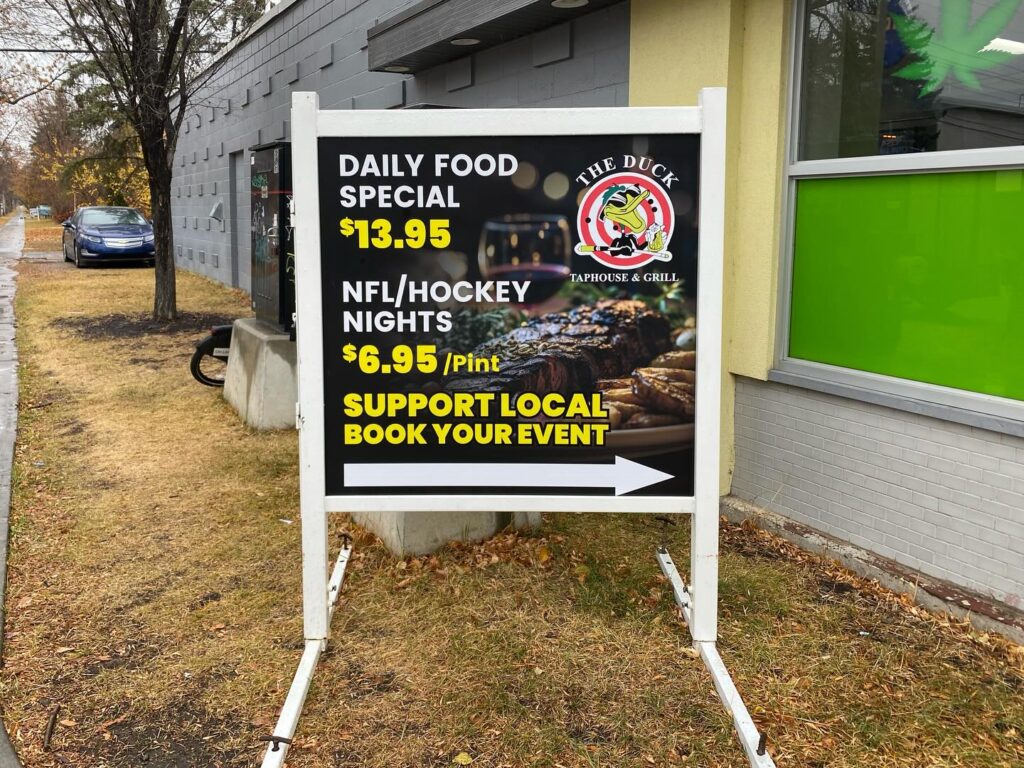 DAILY FOOD
SPECIAL
$13.95
NFL/HOCKEY
NIGHTS
$6.95 /Pint
SUPPORT LOCAL
BOOK YOUR EVENT
THE DUCK
TAPHOUSE & GRILL